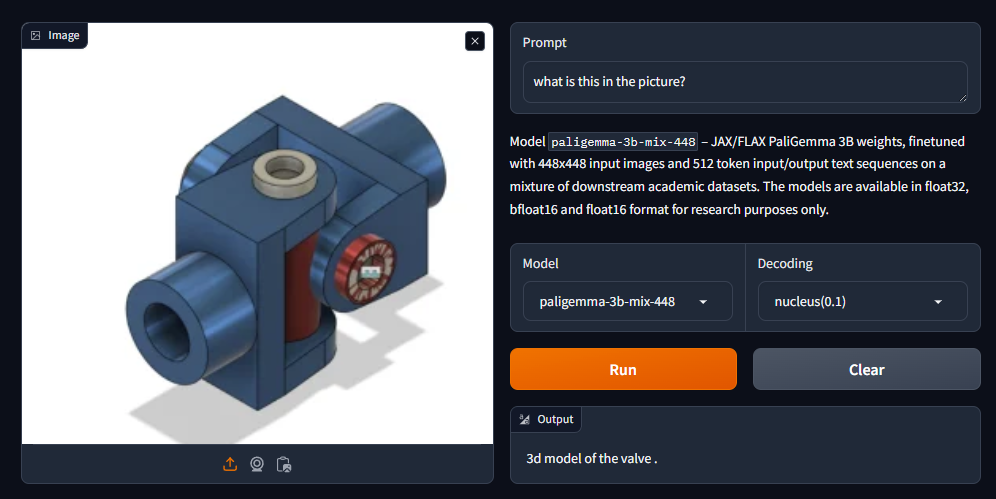 Image
Prompt
what is this in the picture?
Model paligemma-3b-mix-448 – JAX/FLAX PaliGemma 3B weights, finetuned
with 448x448 input images and 512 token input/output text sequences on a
mixture of downstream academic datasets. The models are available in float32,
bfloat16 and float16 format for research purposes only.
Model
Decoding
paligemma-3b-mix-448
nucleus(0.1)
Run
Clear
Output
3d model of the valve .